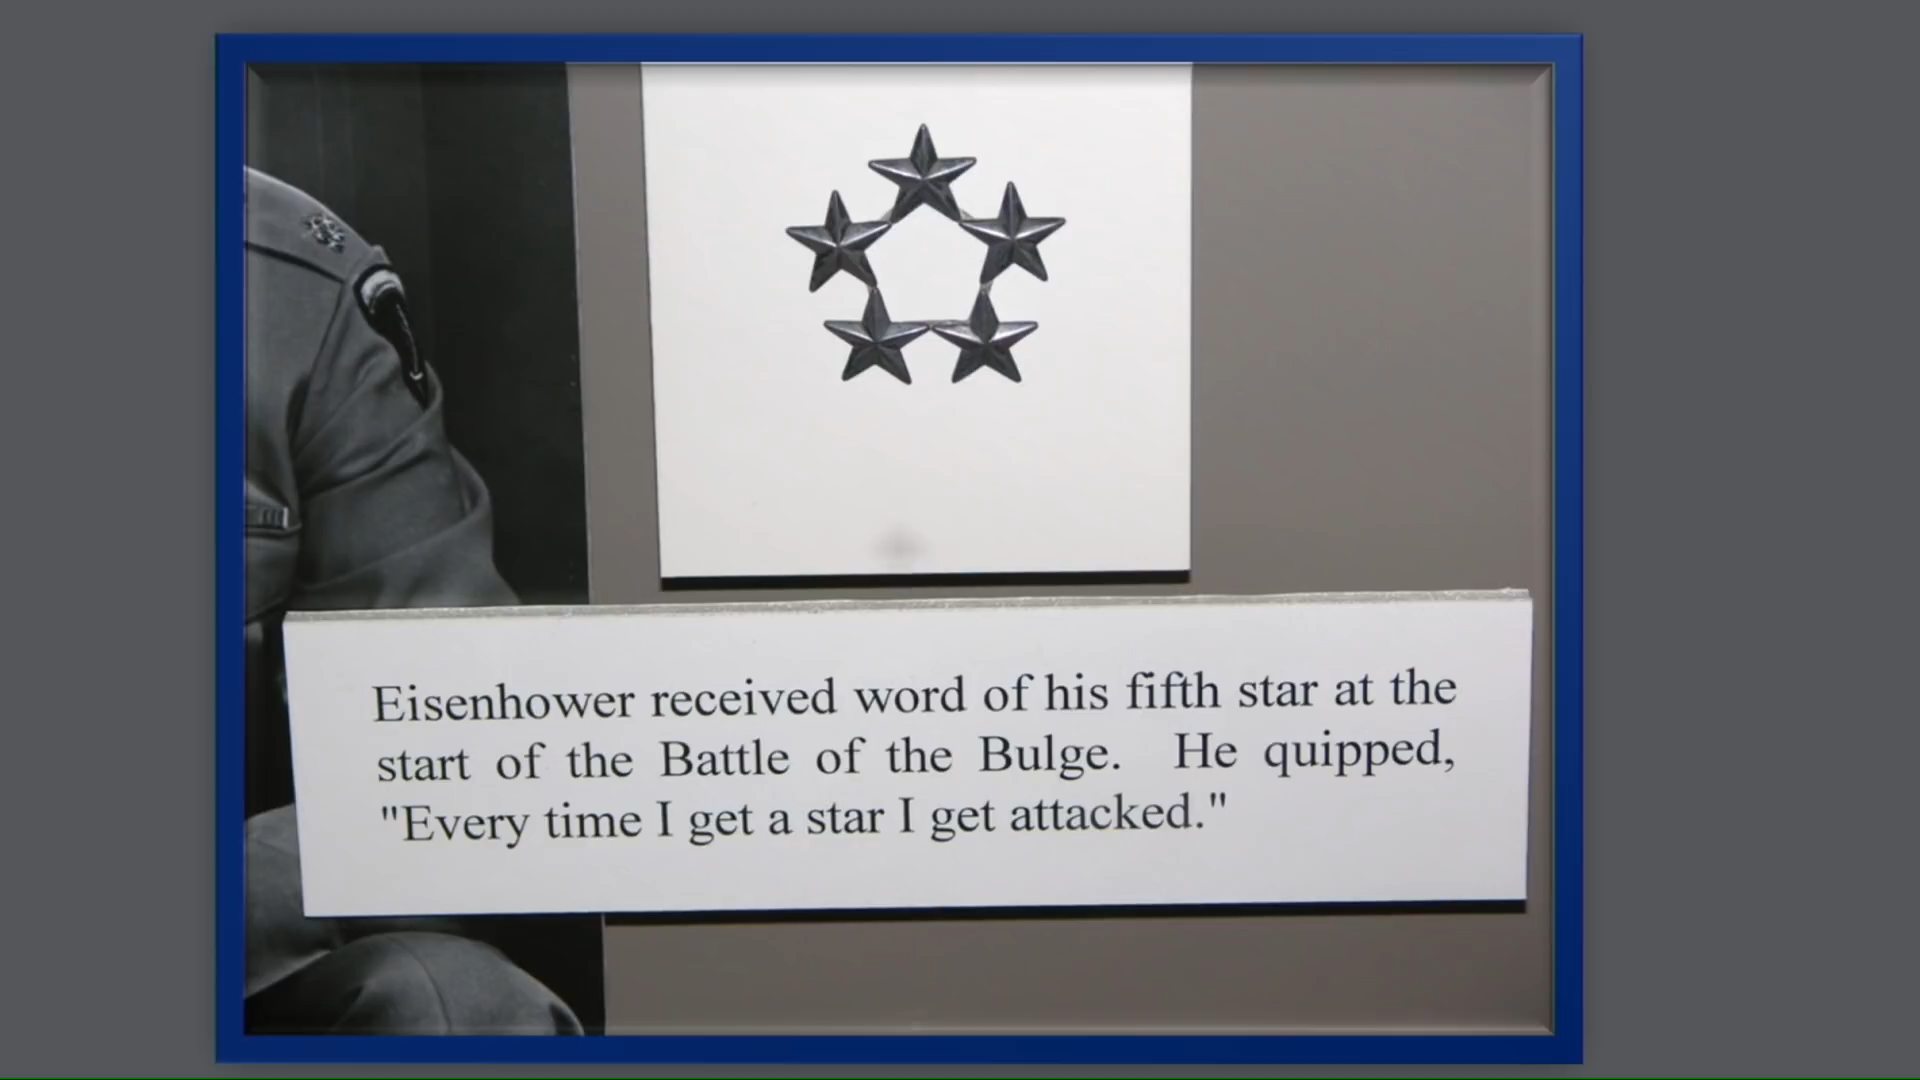 Eisenhower received word of his fifth star at the
start of the Battle of the Bulge. He quipped,
"Every time I get a star I get attacked."